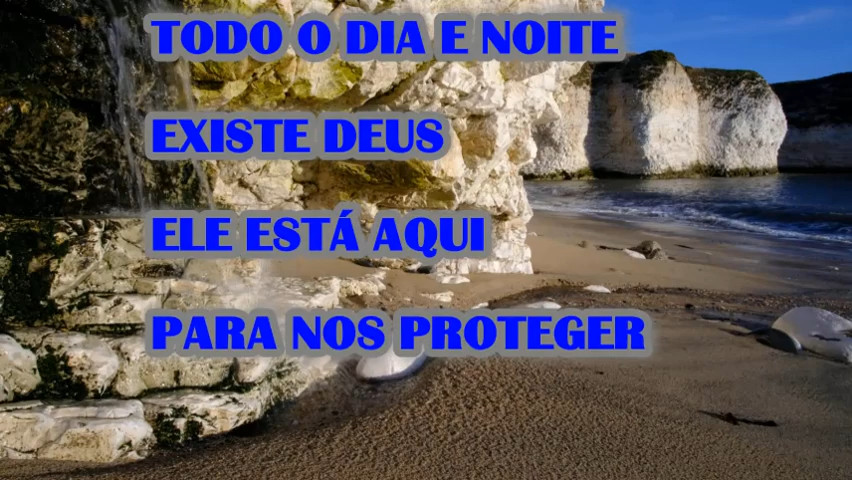 TODO O DIA E NOITE
EXISTE DEUS
ELE ESTÁ AQUI
PARA NOS PROTEGER